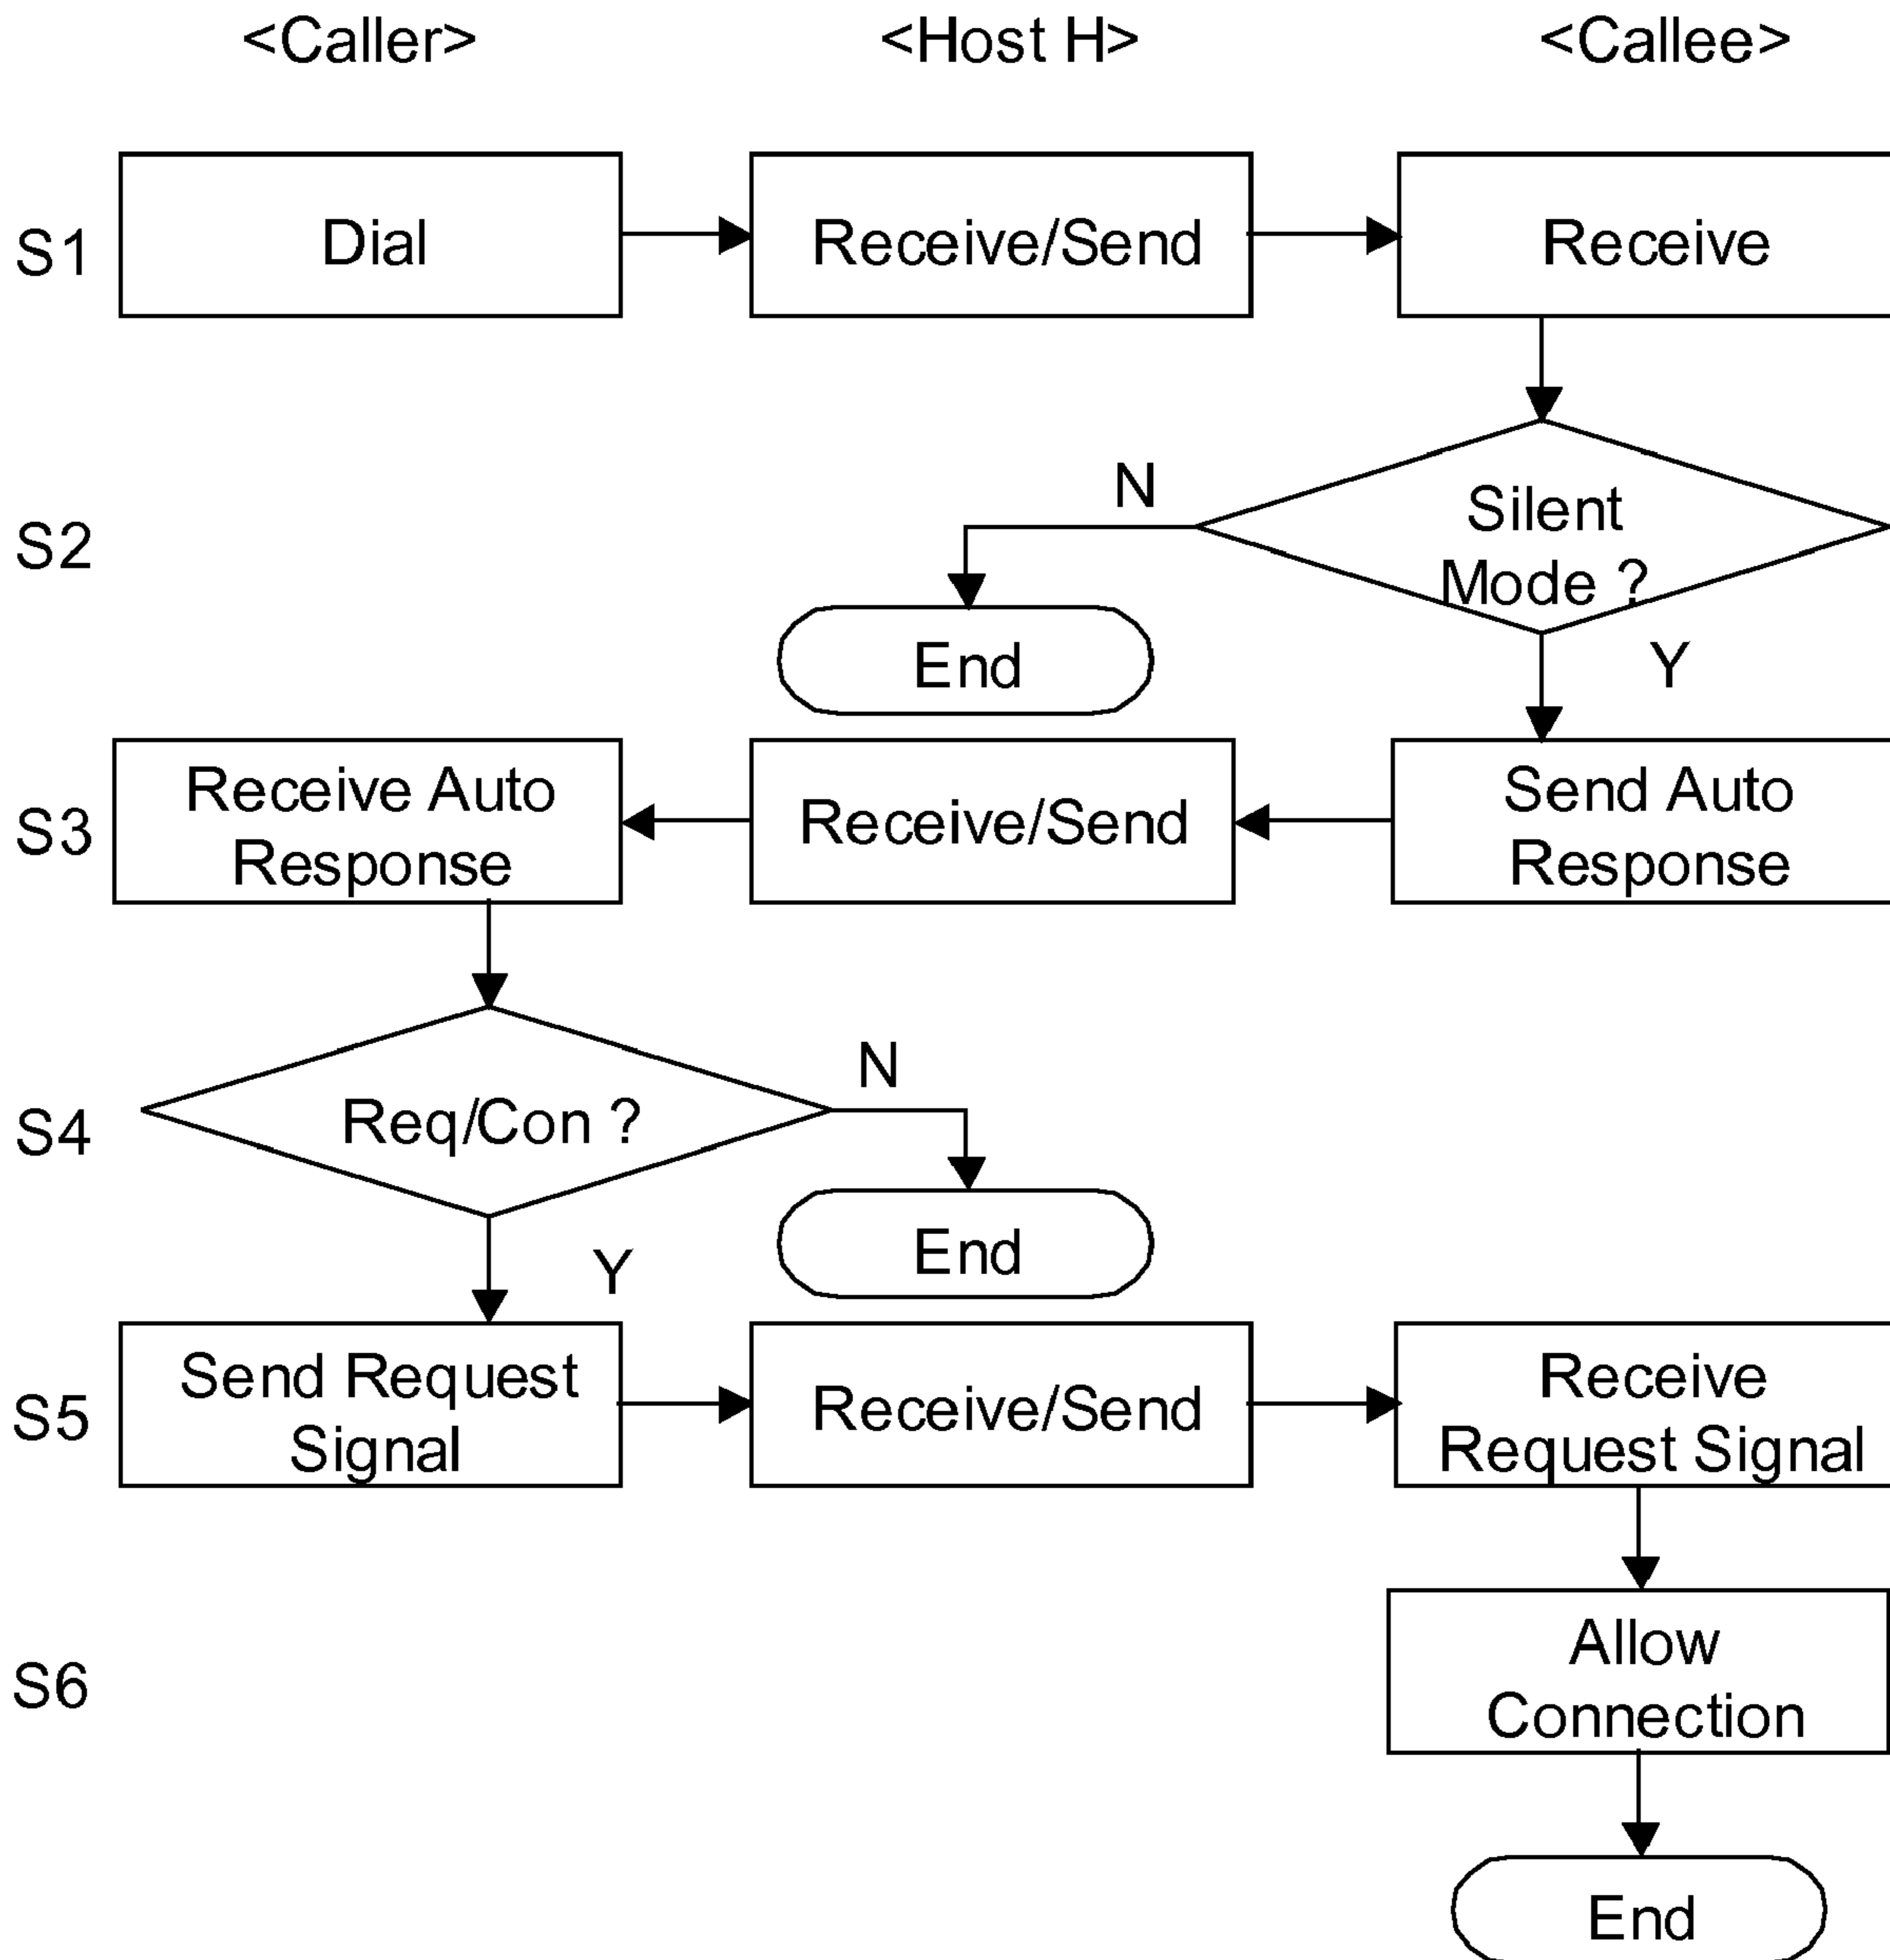 <Caller>
<Host H>
<Callee>
S1
Dial
Receive/Send
Receive
S2
N
Silent
Mode ?
End
Y
S3
Receive Auto
Response
Receive/Send
Send Auto
Response
S4
Req/Con ?
N
End
Y
S5
Send Request
Signal
Receive/Send
Receive
Request Signal
S6
Allow
Connection
End